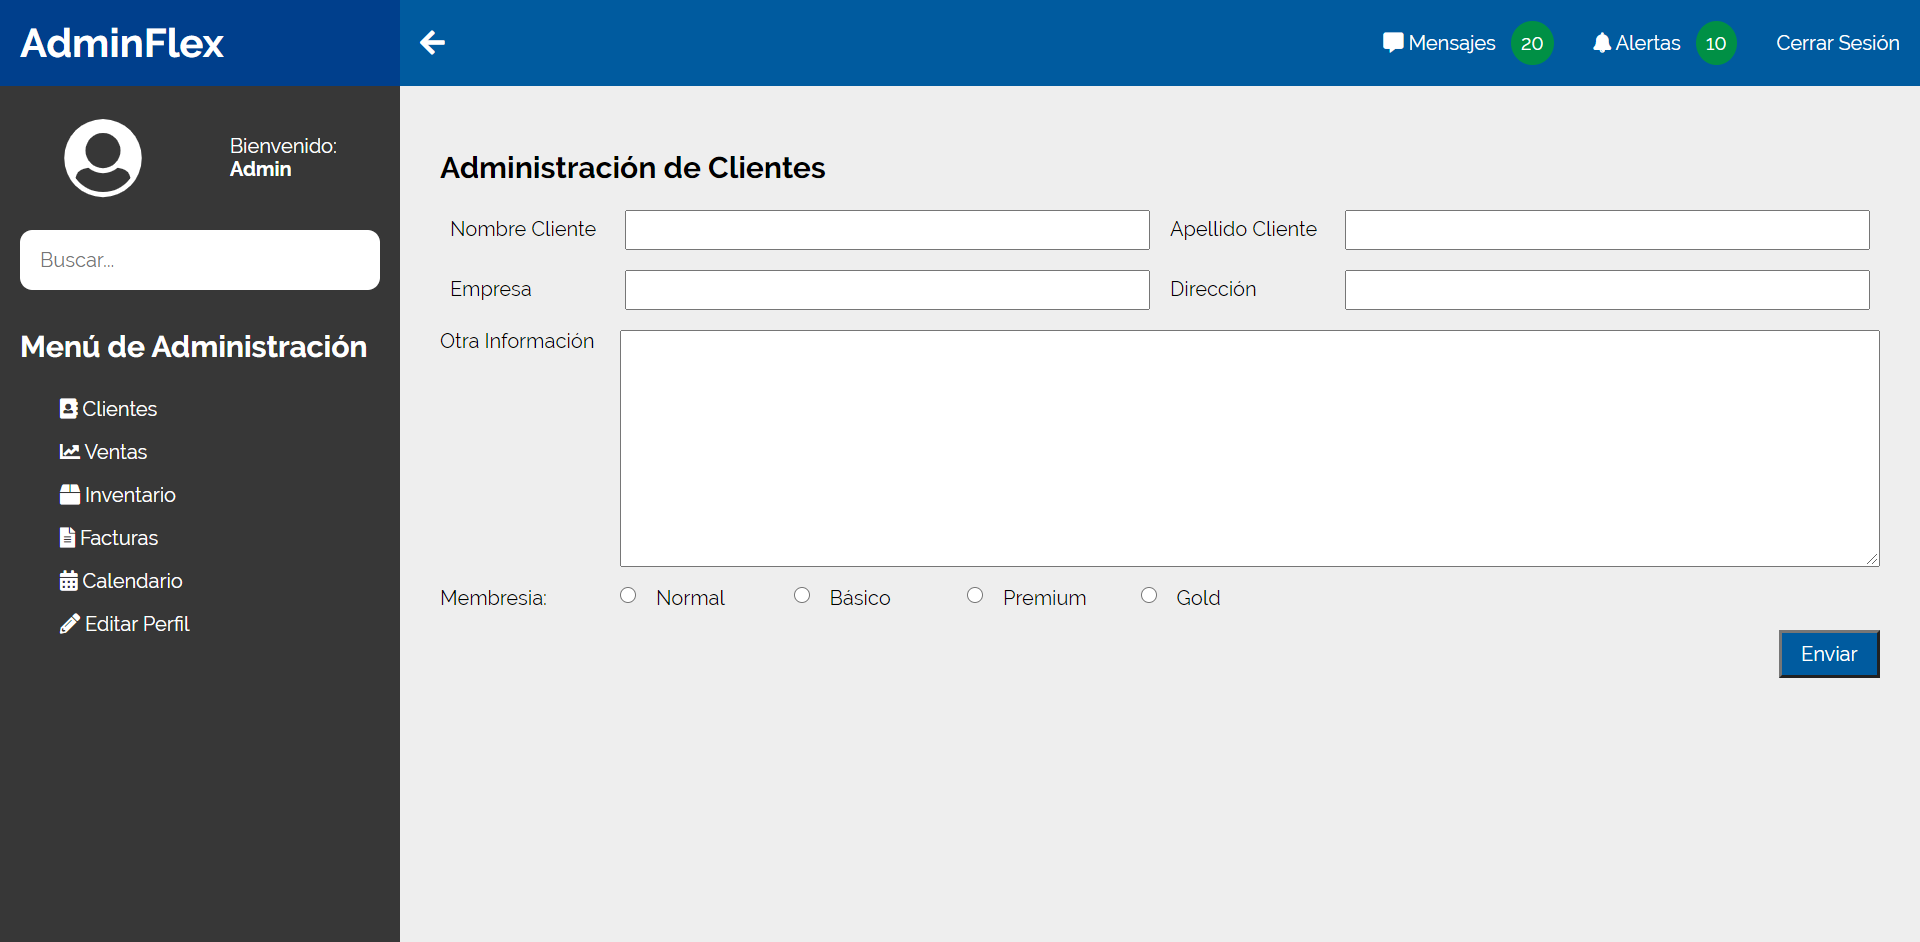 AdminFlex
Mensajes 20 Alertas 10 Cerrar Sesión
Bienvenido:
Admin
Buscar...
Menú de Administración
Clientes
Ventas
Inventario
Facturas
Calendario
Editar Perfil
Administración de Clientes
Nombre Cliente Apellido Cliente
Empresa Dirección
Otra Información
Membresia: Normal Básico Premium Gold
Enviar